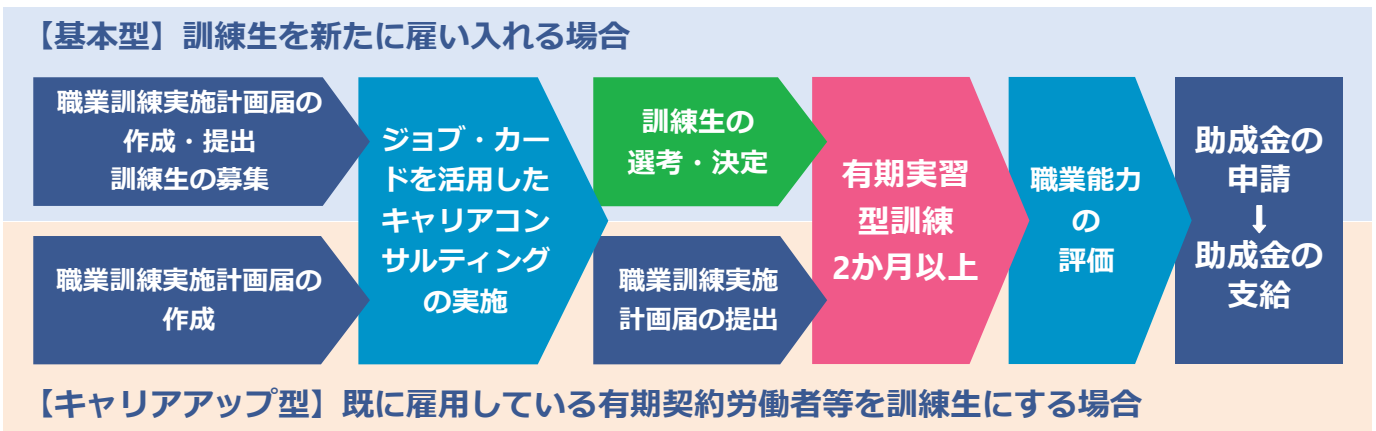 【基本型】訓練生を新たに雇い入れる場合
職業訓練実施計画届の
作成・提出
訓練生の募集
ジョブ・カー
ドを活用した
キャリアコン
サルティング
の実施
訓練生の
選考・決定
有期実習
型訓練
2か月以上
職業能力
の
評価
助成金の
申請
⬇
助成金の
支給
職業訓練実施計画届の
作成
職業訓練実施
計画届の提出
【キャリアアップ型】既に雇用している有期契約労働者等を訓練生にする場合